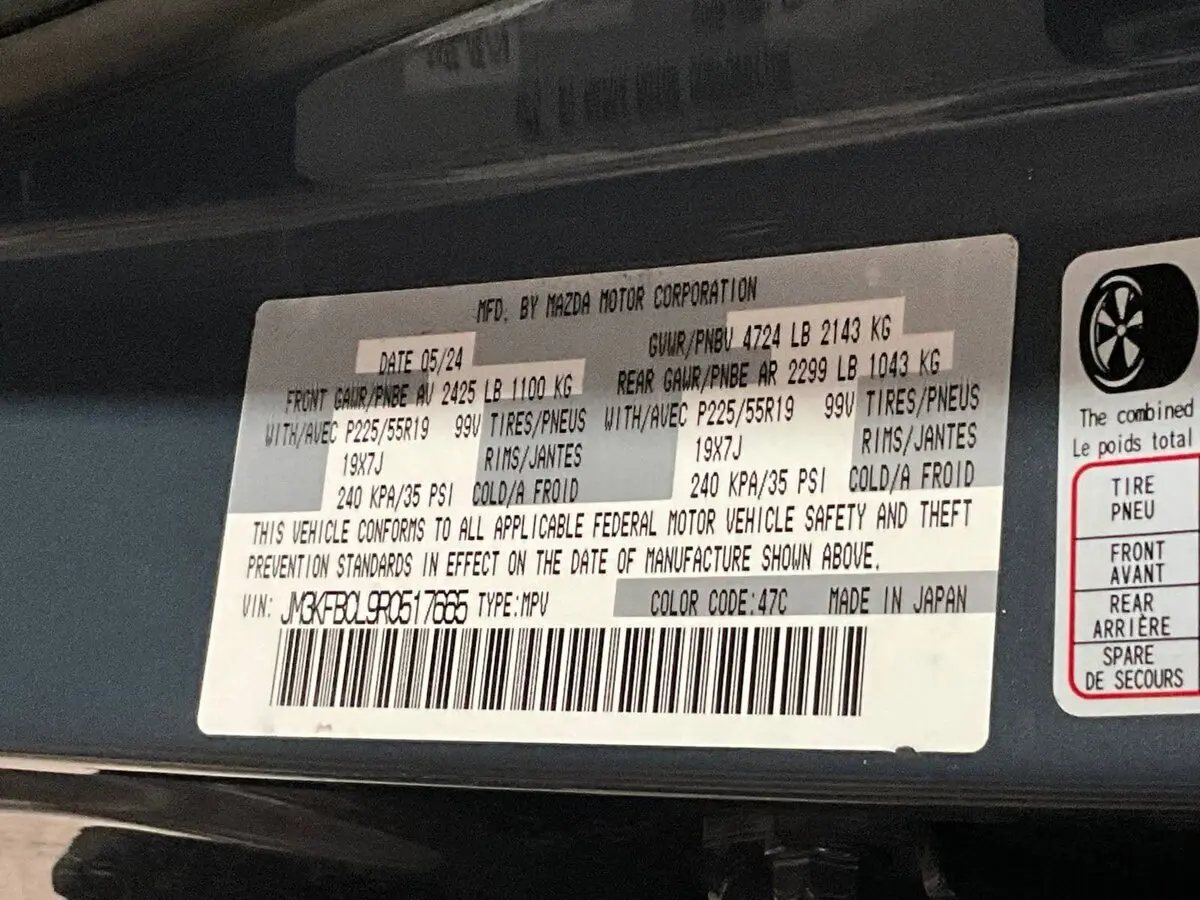 MFD. BY MAZDA MOTOR CORPORATION
DATE 05/24
GVWR/PNBV 4724 LB 2143 KG
FRONT GAWR/PNBE AV 2425 LB 1100 KG
REAR GAWR/PNBE AR 2299 LB 1043 KG
WITH/AVEC P225/55R19 99V TIRES/PNEUS
WITH/AVEC P225/55R19 99V TIRES/PNEUS
19X7J RIMS/JANTES
19X7J RIMS/JANTES
240 KPA/35 PSI COLD/A FROID
240 KPA/35 PSI COLD/A FROID
THIS VEHICLE CONFORMS TO ALL APPLICABLE FEDERAL MOTOR VEHICLE SAFETY AND THEFT
PREVENTION STANDARDS IN EFFECT ON THE DATE OF MANUFACTURE SHOWN ABOVE.
VIN: TYPE:MPV COLOR CODE:47C MADE IN JAPAN
The combined
Le poids total
TIRE
PNEU
FRONT
AVANT
REAR
ARRIÈRE
SPARE
DE SECOURS